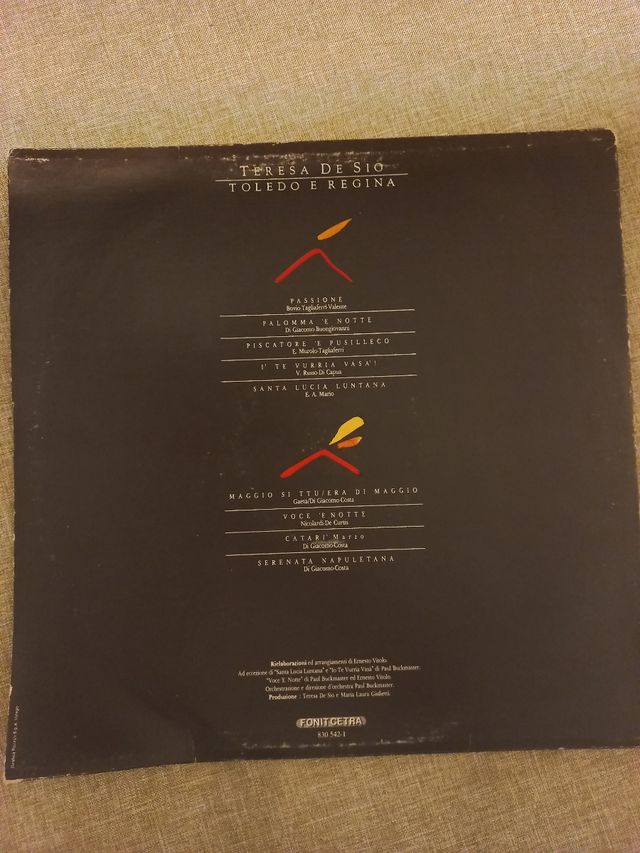 TERESA DE SIO
TOLEDO E REGINA
PASSIONE
Bovio-Tagliaferri-Valente
PALOMMA 'E NOTTE
Di Giacomo-Buongiovanni
PISCATORE 'E PUSILLECO
E. Murolo-Tagliaferri
I' TE VURRIA VASA'!
V. Russo-Di Capua
SANTA LUCIA LUNTANA
E. A. Mario
MAGGIO SI TTU/ERA DI MAGGIO
Gaeta/Di Giacomo-Costa
VOCE 'E NOTTE
Nicolardi-De Curtis
CATARI' Marzo
Di Giacomo-Costa
SERENATA NAPULETANA
Di Giacomo-Costa
Rielaborazioni ed arrangiamenti di Ernesto Vitolo.
Ad eccezione di "Santa Lucia Luntana" e "Io Te Vurria Vasà" di Paul Buckmaster.
"Voce 'E Notte" di Paul Buckmaster ed Ernesto Vitolo.
Orchestrazione e direzione d'orchestra Paul Buckmaster.
Produzione : Teresa De Sio e Maria Laura Giulietti.
FONIT CETRA
830 542-1